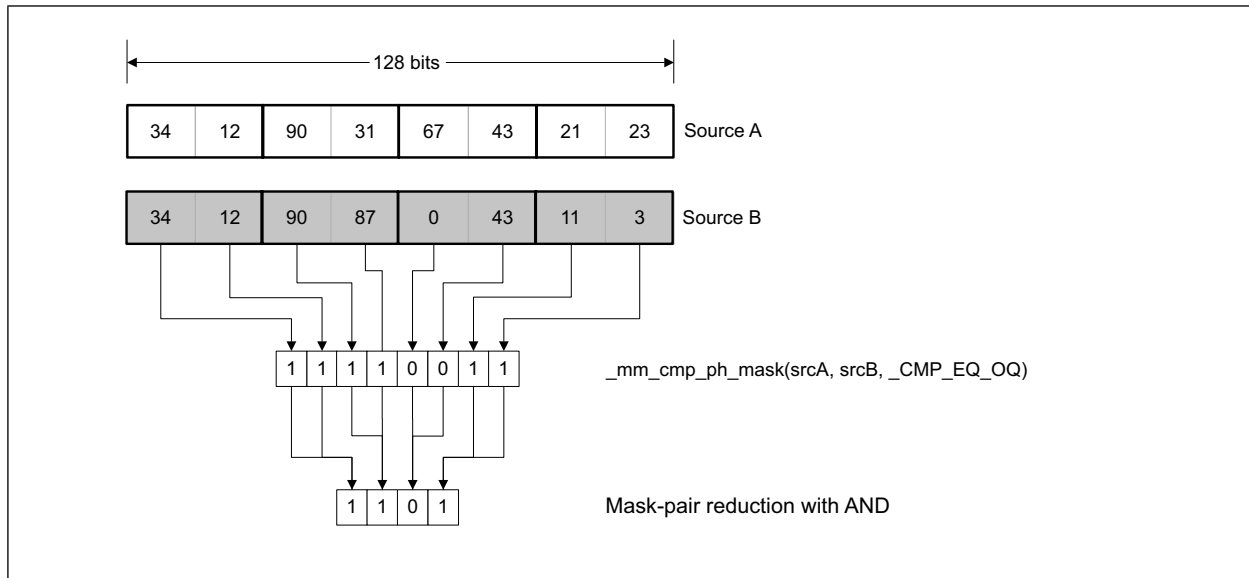 128 bits
34 12 90 31 67 43 21 23 Source A
34 12 90 87 0 43 11 3 Source B
1 1 1 1 0 0 1 1 _mm_cmp_ph_mask(srcA, srcB, _CMP_EQ_OQ)
1 1 0 1 Mask-pair reduction with AND